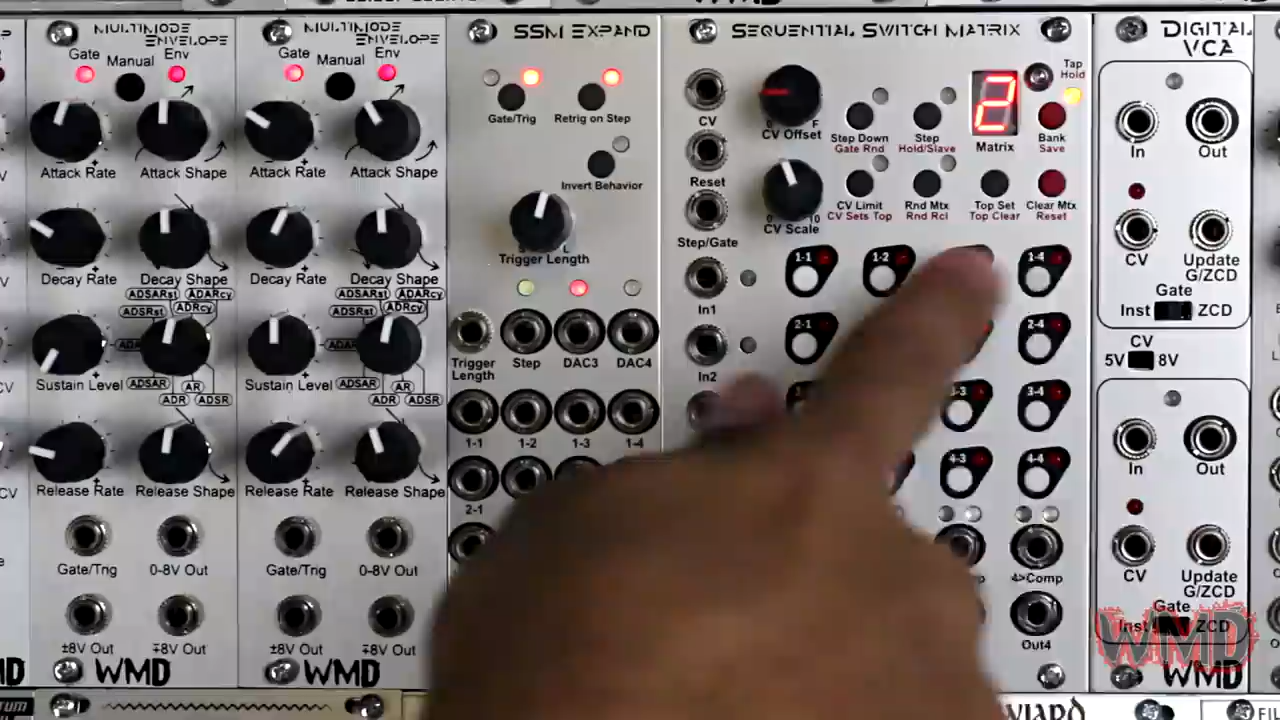 WMD
MULTIMODE
ENVELOPE
Gate
Env
Manual
Attack Rate
Attack Shape
Decay Rate
Decay Shape
ADSARst
ADARcy
ADSRst
ADRcy
Sustain Level
ADSAR
AR
ADR
ADSR
Release Rate
Release Shape
Gate/Trig
0-8V Out
±8V Out
∓8V Out
WMD
MULTIMODE
ENVELOPE
Gate
Env
Manual
Attack Rate
Attack Shape
Decay Rate
Decay Shape
ADSARst
ADARcy
ADSRst
ADRcy
Sustain Level
ADSAR
AR
ADR
ADSR
Release Rate
Release Shape
Gate/Trig
0-8V Out
±8V Out
∓8V Out
WMD
SSM EXPAND
Gate/Trig
Retrig on Step
Invert Behavior
S L
Trigger Length
Trigger
Length
Step
DAC3
DAC4
1-1
1-2
1-3
1-4
2-1
SEQUENTIAL SWITCH MATRIX
CV
Reset
Step/Gate
In1
In2
0 F
CV Offset
0 10
CV Scale
Step Down
Gate Rnd
Step
Hold/Slave
2
Matrix
Tap
Hold
Bank
Save
CV Limit
CV Sets Top
Rnd Mtx
Rnd Rcl
Top Set
Top Clear
Clear Mtx
Reset
1-1
1-2
1-4
2-1
2-4
3-4
4-3
4-4
4>Comp
Out4
DIGITAL
VCA
In
Out
CV
Update
G/ZCD
Gate
Inst
ZCD
CV
5V
8V
In
Out
CV
Update
G/ZCD
Gate
Inst
ZCD
WMD
WMD